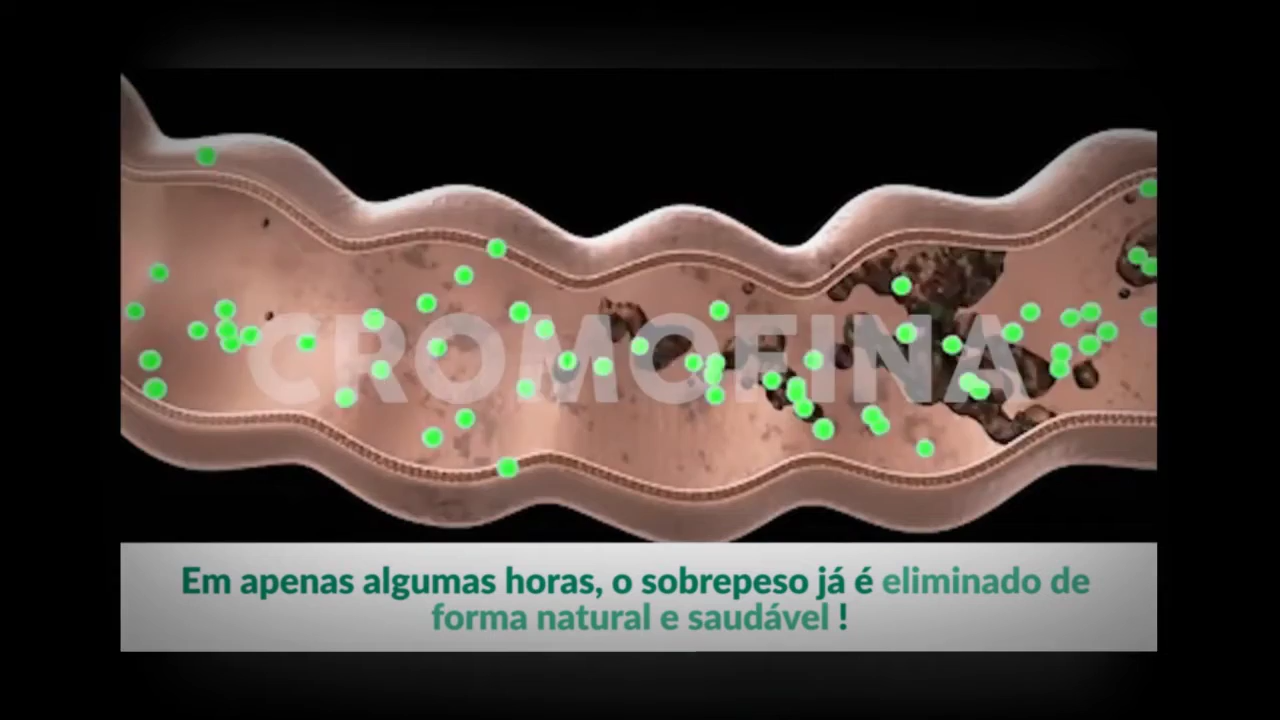 CROMOFINA
Em apenas algumas horas, o sobrepeso já é eliminado de
forma natural e saudável !